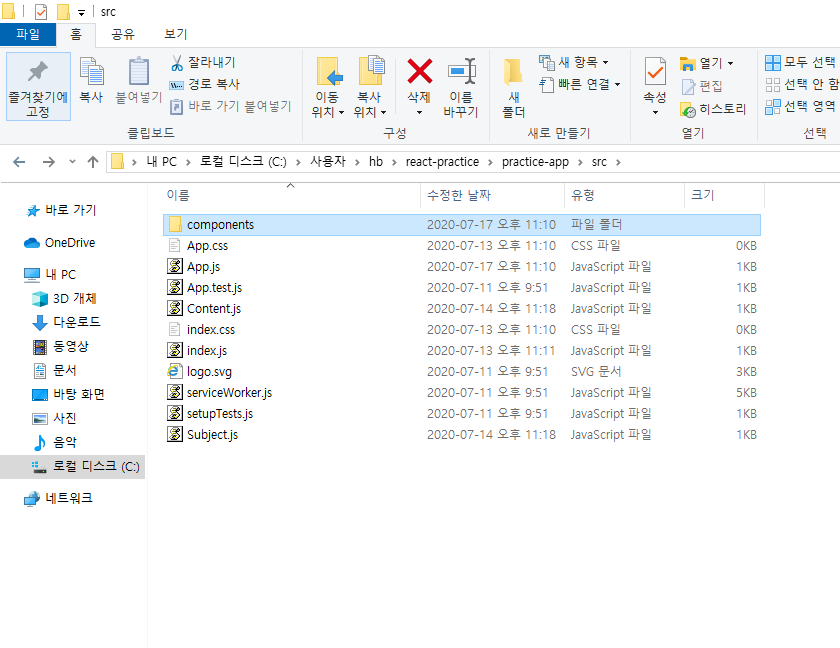 src
파일 홈 공유 보기
즐겨찾기에 고정
복사
붙여넣기
잘라내기
경로 복사
바로 가기 붙여넣기
클립보드
이동 위치
복사 위치
삭제
이름 바꾸기
구성
새 폴더
새 항목
빠른 연결
새로 만들기
속성
열기
편집
히스토리
열기
모두 선택
선택 안 함
선택 영역
선택
내 PC > 로컬 디스크 (C:) > 사용자 > hb > react-practice > practice-app > src >
이름 수정한 날짜 유형 크기
바로 가기
OneDrive
내 PC
3D 개체
다운로드
동영상
문서
바탕 화면
사진
음악
로컬 디스크 (C:)
네트워크
components 2020-07-17 오후 11:10 파일 폴더
App.css 2020-07-13 오후 11:10 CSS 파일 0KB
App.js 2020-07-17 오후 11:10 JavaScript 파일 1KB
App.test.js 2020-07-11 오후 9:51 JavaScript 파일 1KB
Content.js 2020-07-14 오후 11:18 JavaScript 파일 1KB
index.css 2020-07-13 오후 11:10 CSS 파일 0KB
index.js 2020-07-13 오후 11:11 JavaScript 파일 1KB
logo.svg 2020-07-11 오후 9:51 SVG 문서 3KB
serviceWorker.js 2020-07-11 오후 9:51 JavaScript 파일 5KB
setupTests.js 2020-07-11 오후 9:51 JavaScript 파일 1KB
Subject.js 2020-07-14 오후 11:18 JavaScript 파일 1KB